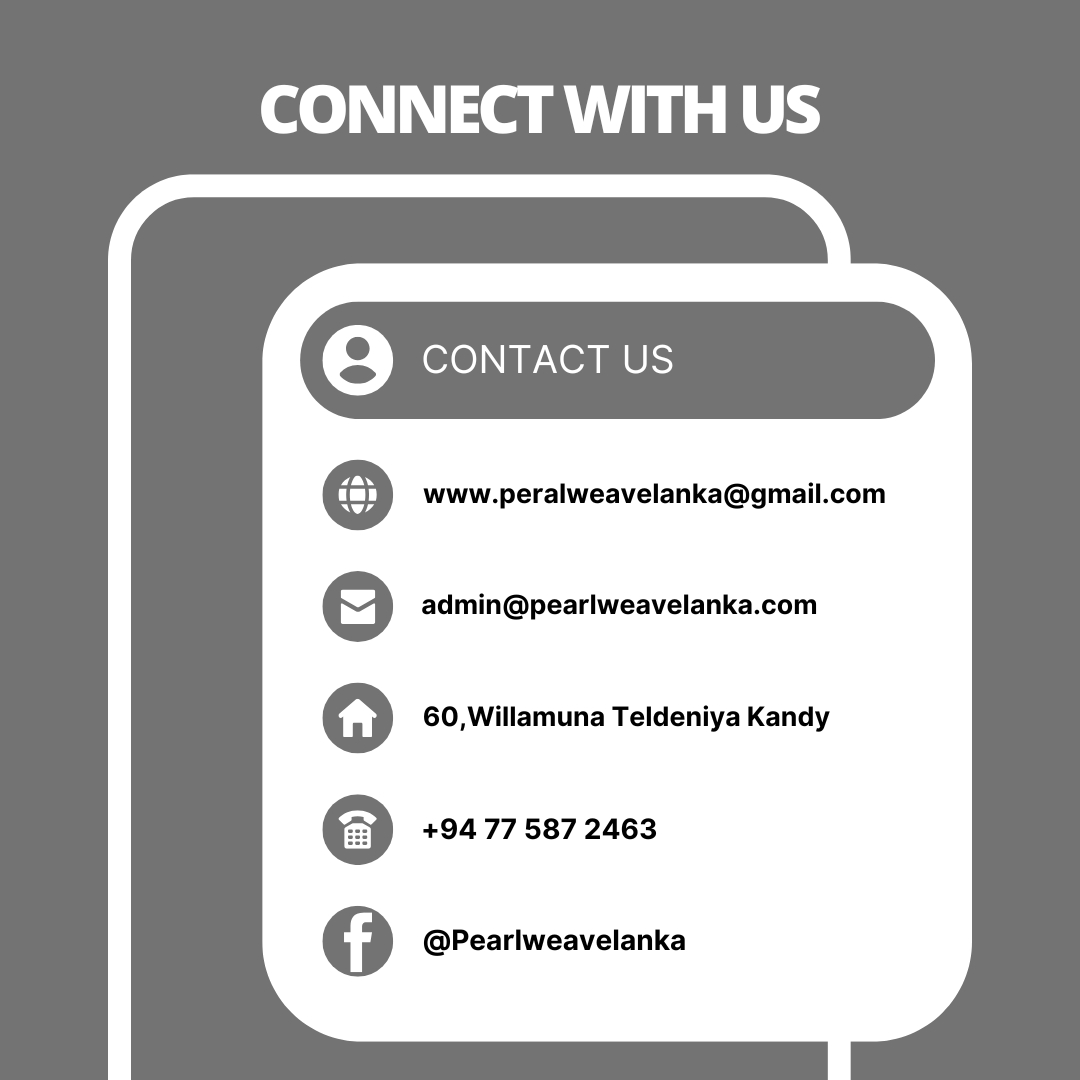 CONNECT WITH US
CONTACT US
www.peralweavelanka@gmail.com
admin@pearlweavelanka.com
60,Willamuna Teldeniya Kandy
+94 77 587 2463
@Pearlweavelanka